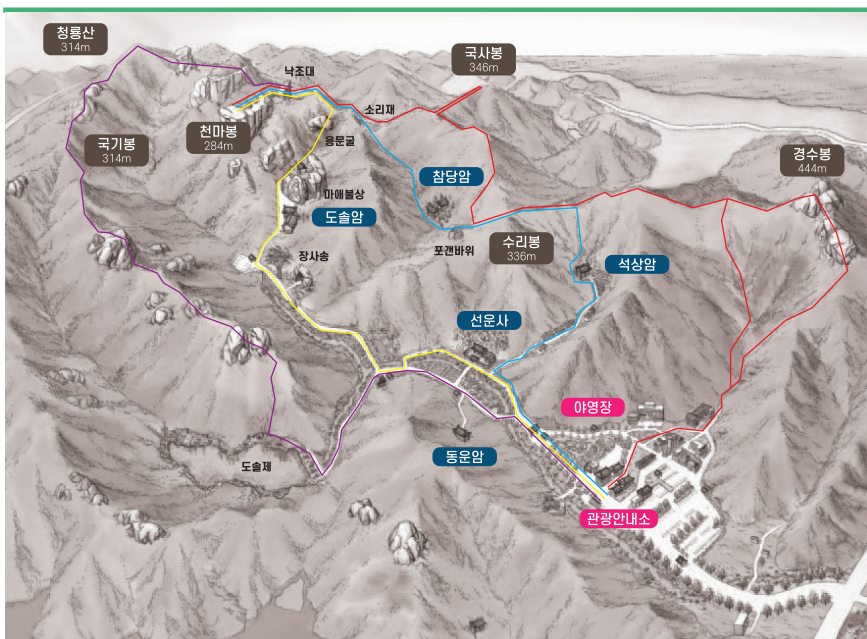 청룡산
314m
국사봉
346m
낙조대
소리재
국기봉
314m
천마봉
284m
용문굴
경수봉
444m
참당암
마애불상
도솔암
수리봉
336m
포갠바위
장사송
석상암
선운사
야영장
동운암
도솔제
관광안내소